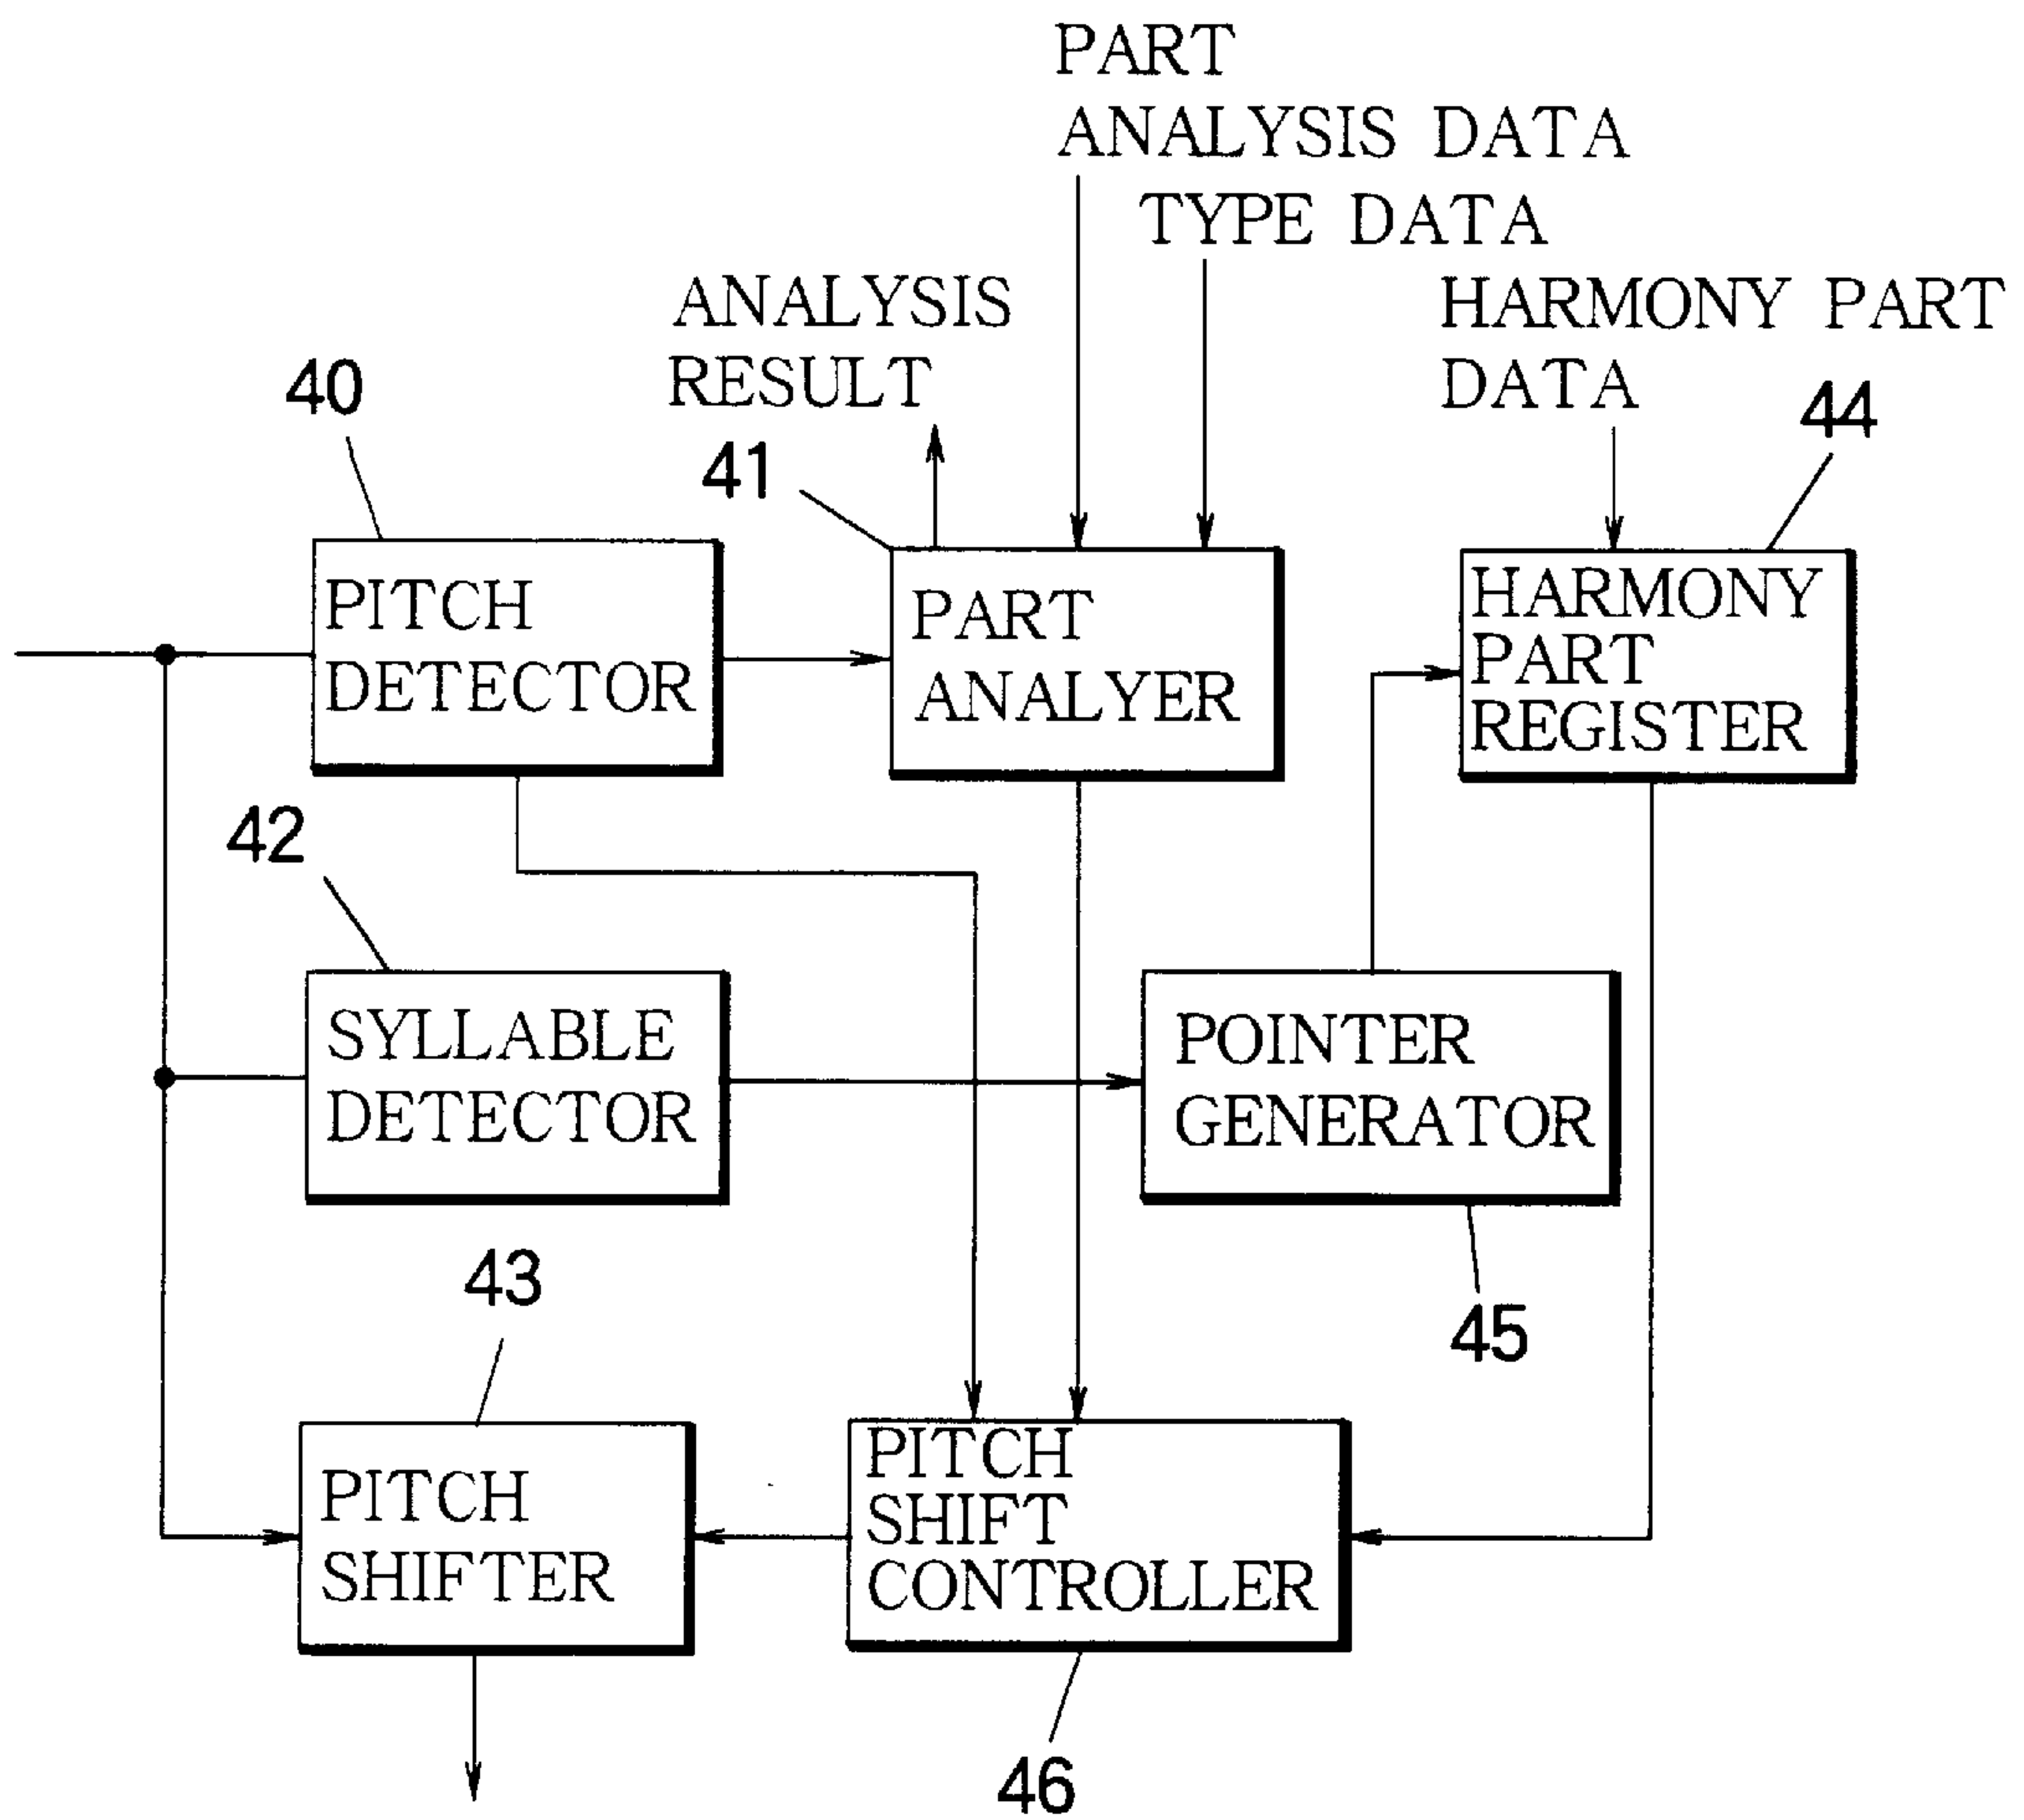 PART
ANALYSIS DATA
TYPE DATA
ANALYSIS
RESULT
HARMONY PART
DATA
40
41
44
PITCH
DETECTOR
PART
ANALYER
HARMONY
PART
REGISTER
42
SYLLABLE
DETECTOR
POINTER
GENERATOR
43
45
PITCH
SHIFTER
PITCH
SHIFT
CONTROLLER
46